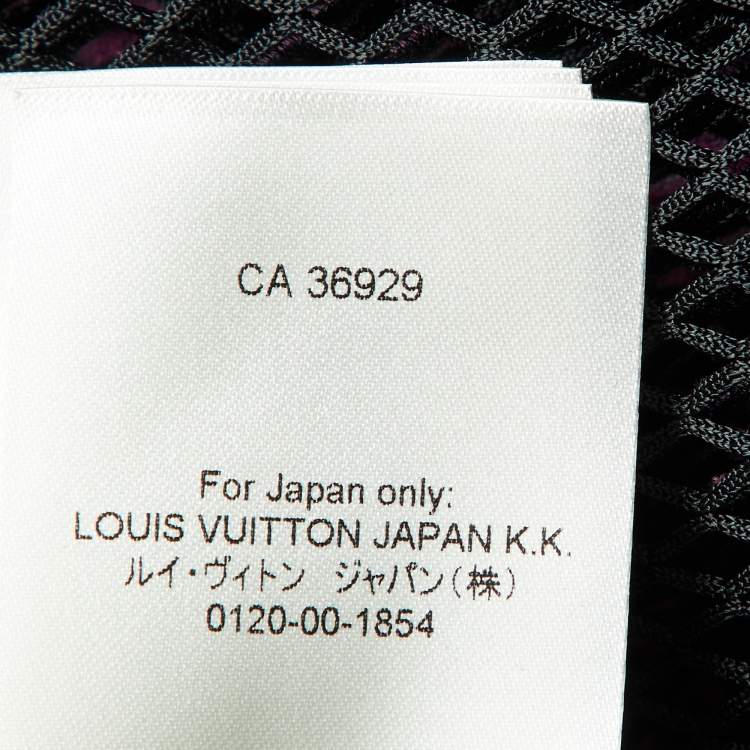 CA 36929
For Japan only:
LOUIS VUITTON JAPAN K.K.
ルイ・ヴィトン　ジャパン(株)
0120-00-1854